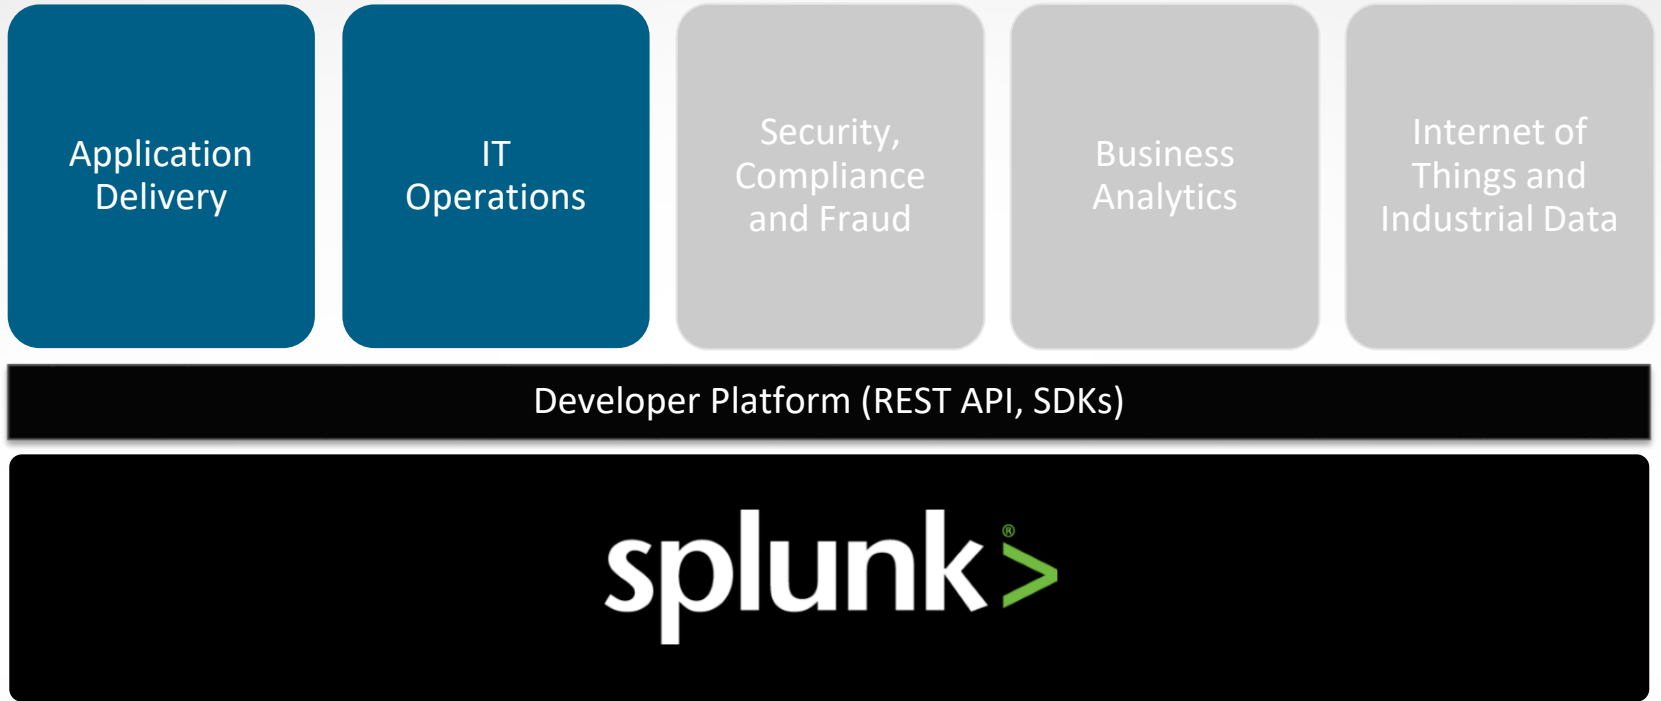 Application
Delivery
IT
Operations
Security,
Compliance
and Fraud
Business
Analytics
Internet of
Things and
Industrial Data
Developer Platform (REST API, SDKs)
splunk>®